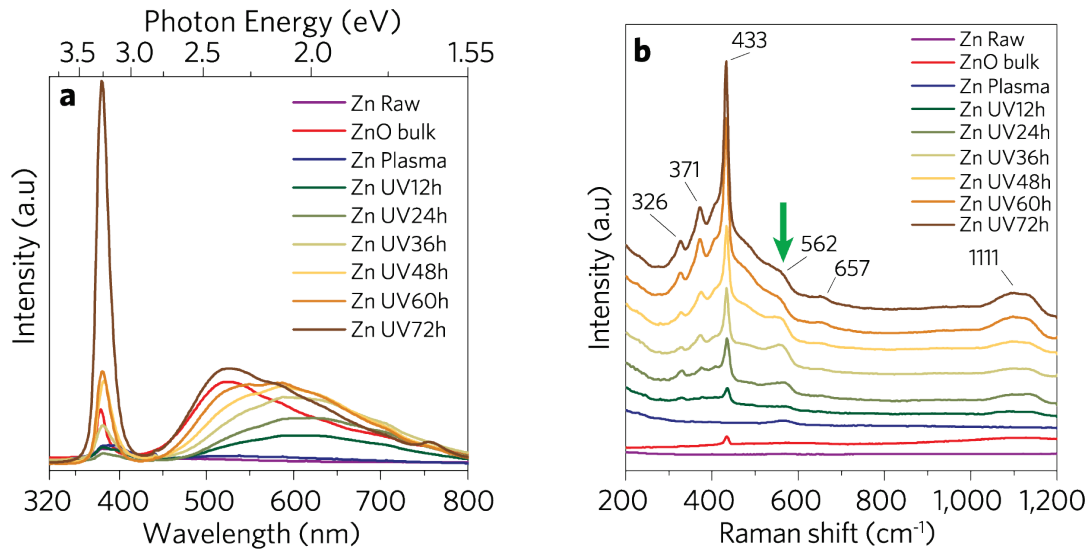 Photon Energy (eV)
3.5 3.0 2.5 2.0 1.55
a
Zn Raw
ZnO bulk
Zn Plasma
Zn UV12h
Zn UV24h
Zn UV36h
Zn UV48h
Zn UV60h
Zn UV72h
Intensity (a.u)
320 400 500 600 700 800
Wavelength (nm)
b
433
371
326
562
657
1111
Zn Raw
ZnO bulk
Zn Plasma
Zn UV12h
Zn UV24h
Zn UV36h
Zn UV48h
Zn UV60h
Zn UV72h
Intensity (a.u)
200 400 600 800 1,000 1,200
Raman shift (cm⁻¹)